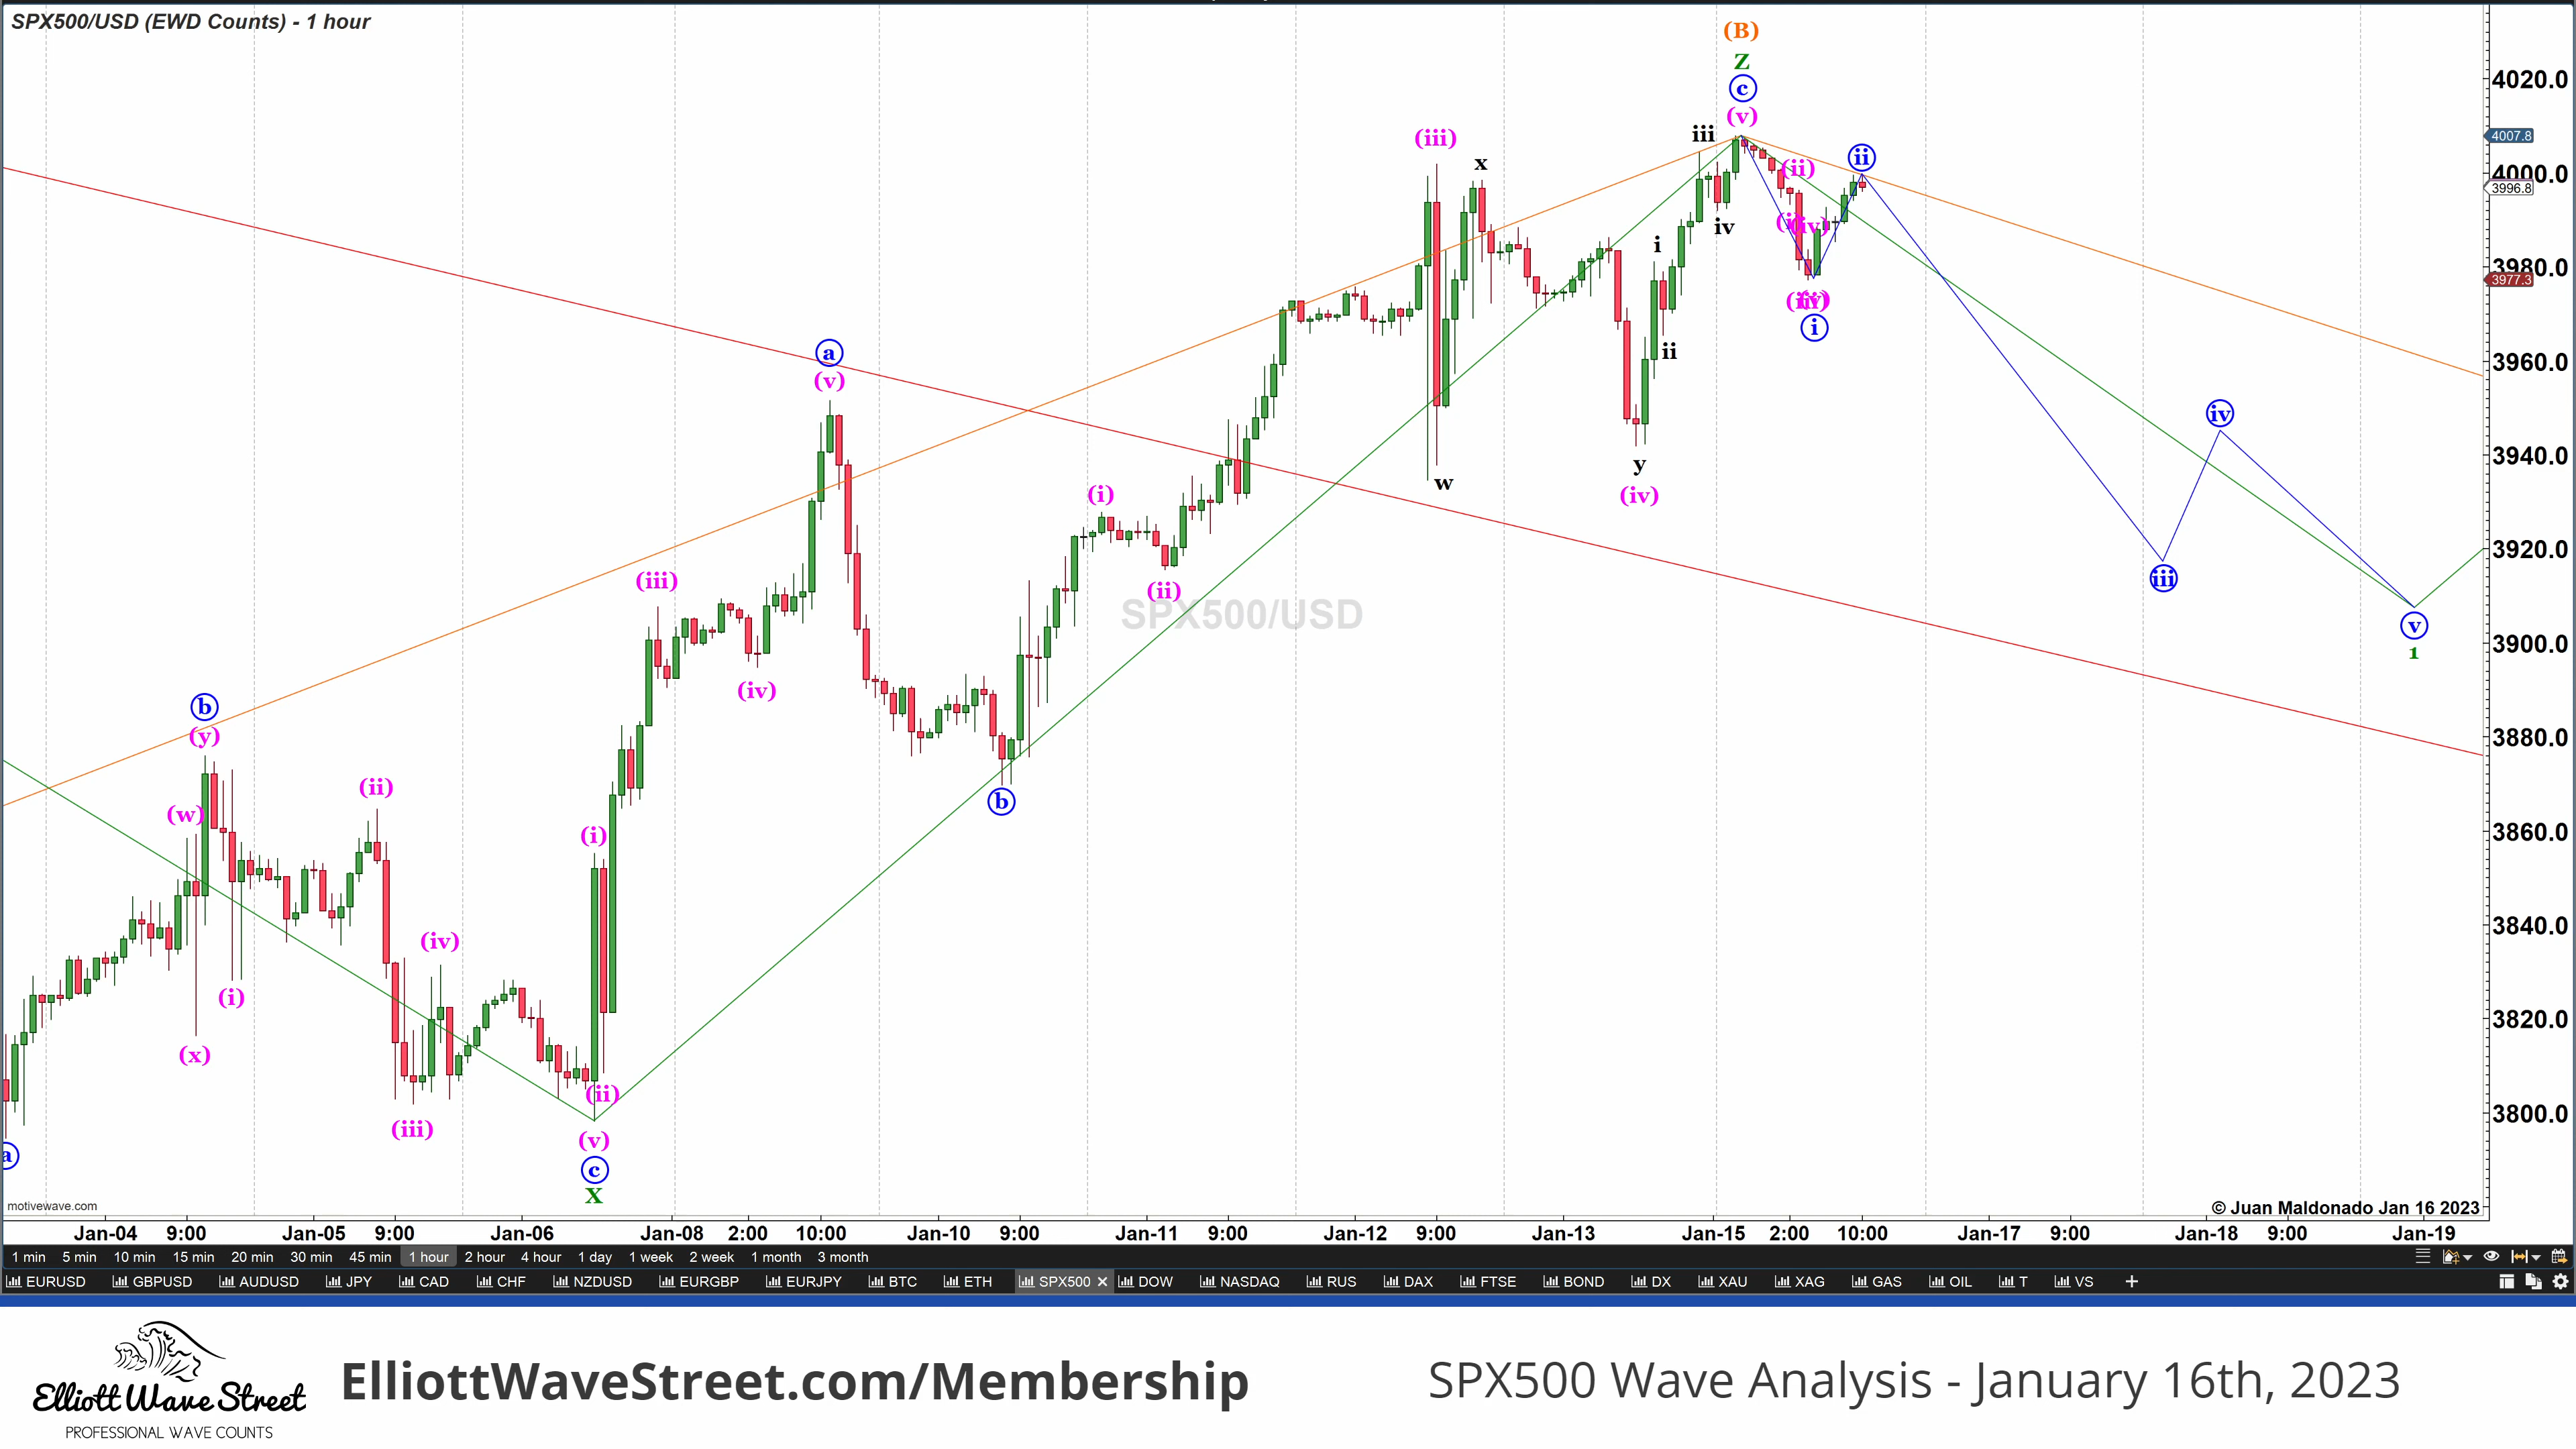 SPX500/USD (EWD Counts) - 1 hour
(B)
Z
c
(v)
4020.0
4007.8
4000.0
3996.8
3980.0
3977.3
3960.0
3940.0
3920.0
3900.0
3880.0
3860.0
3840.0
3820.0
3800.0
(iii)
x
iii
iv
i
ii
(ii)
ii
(iv)
i
w
y
(iv)
a
(v)
(i)
(ii)
(iii)
(iv)
iv
iii
v
1
SPX500/USD
b
(y)
(w)
(ii)
(i)
b
(iv)
(i)
(x)
(iii)
(ii)
(v)
c
X
a
motivewave.com
© Juan Maldonado Jan 16 2023
Jan-04 9:00 Jan-05 9:00 Jan-06 Jan-08 2:00 10:00 Jan-10 9:00 Jan-11 9:00 Jan-12 9:00 Jan-13 Jan-15 2:00 10:00 Jan-17 9:00 Jan-18 9:00 Jan-19
1 min 5 min 10 min 15 min 20 min 30 min 45 min 1 hour 2 hour 4 hour 1 day 1 week 2 week 1 month 3 month
EURUSD GBPUSD AUDUSD JPY CAD CHF NZDUSD EURGBP EURJPY BTC ETH SPX500 DOW NASDAQ RUS DAX FTSE BOND DX XAU XAG GAS OIL T VS
Elliott Wave Street
PROFESSIONAL WAVE COUNTS
ElliottWaveStreet.com/Membership
SPX500 Wave Analysis - January 16th, 2023